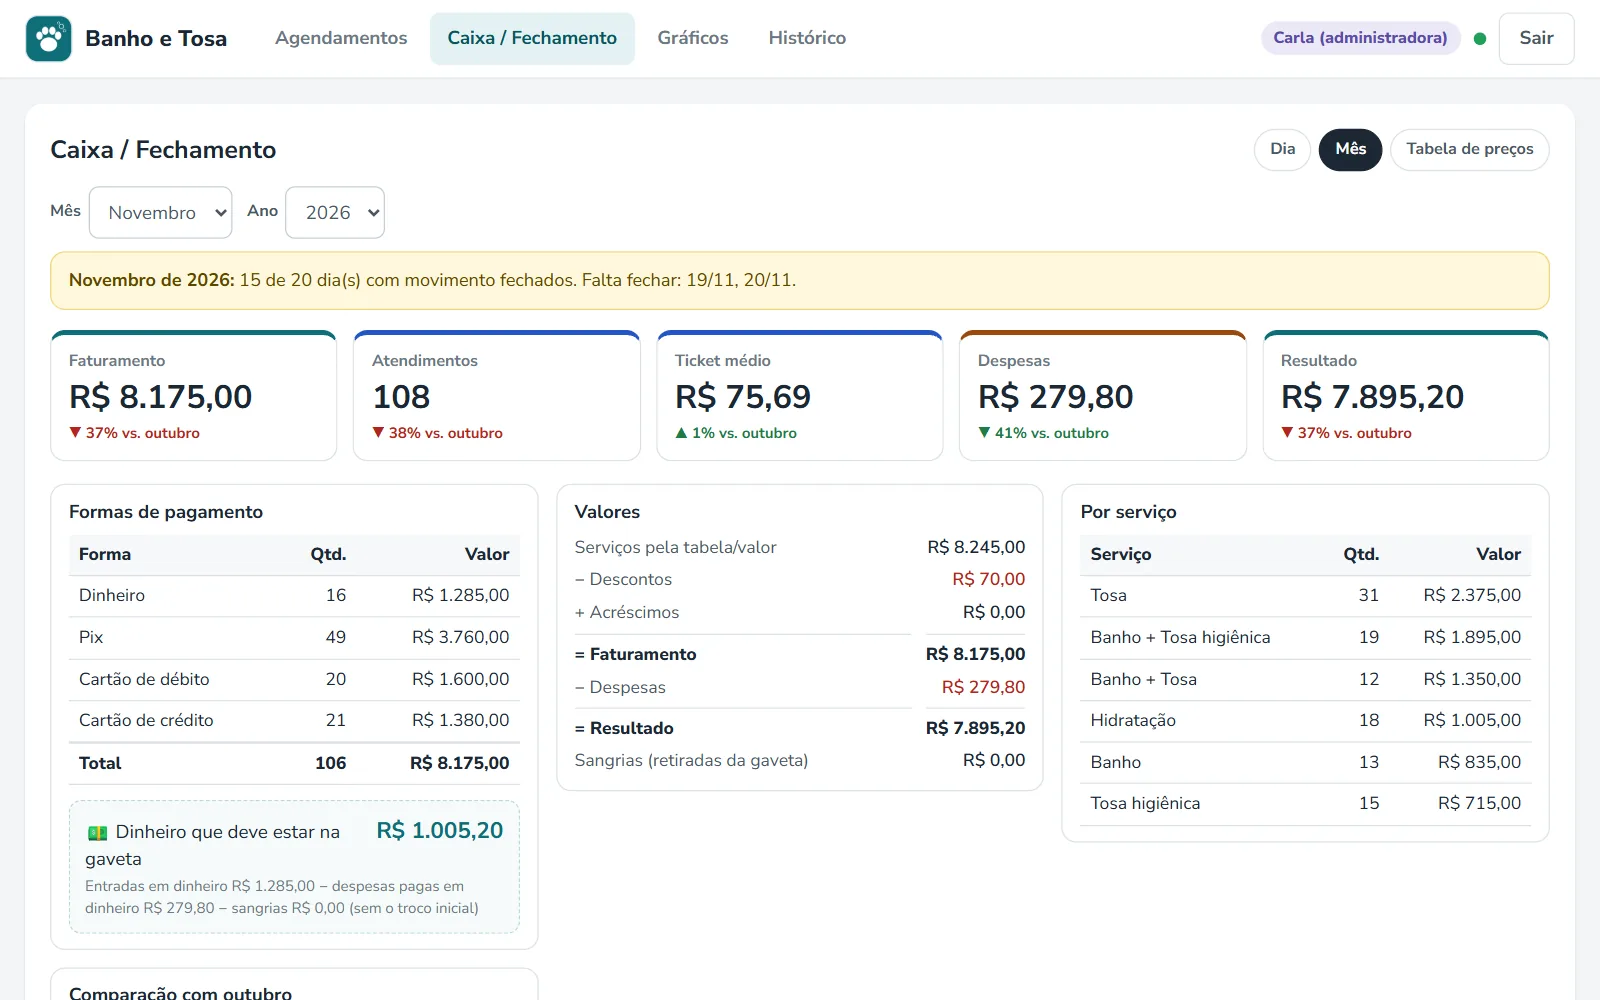 Banho e Tosa
Agendamentos
Caixa / Fechamento
Gráficos
Histórico
Carla (administradora)
Sair
Caixa / Fechamento
Dia
Mês
Tabela de preços
Mês
Novembro
Ano
2026
Novembro de 2026: 15 de 20 dia(s) com movimento fechados. Falta fechar: 19/11, 20/11.
Faturamento
R$ 8.175,00
▼ 37% vs. outubro
Atendimentos
108
▼ 38% vs. outubro
Ticket médio
R$ 75,69
▲ 1% vs. outubro
Despesas
R$ 279,80
▼ 41% vs. outubro
Resultado
R$ 7.895,20
▼ 37% vs. outubro
Formas de pagamento
Forma Qtd. Valor
Dinheiro 16 R$ 1.285,00
Pix 49 R$ 3.760,00
Cartão de débito 20 R$ 1.600,00
Cartão de crédito 21 R$ 1.380,00
Total 106 R$ 8.175,00
Dinheiro que deve estar na R$ 1.005,20
gaveta
Entradas em dinheiro R$ 1.285,00 – despesas pagas em
dinheiro R$ 279,80 – sangrias R$ 0,00 (sem o troco inicial)
Comparação com outubro
Valores
Serviços pela tabela/valor R$ 8.245,00
– Descontos R$ 70,00
+ Acréscimos R$ 0,00
= Faturamento R$ 8.175,00
– Despesas R$ 279,80
= Resultado R$ 7.895,20
Sangrias (retiradas da gaveta) R$ 0,00
Por serviço
Serviço Qtd. Valor
Tosa 31 R$ 2.375,00
Banho + Tosa higiênica 19 R$ 1.895,00
Banho + Tosa 12 R$ 1.350,00
Hidratação 18 R$ 1.005,00
Banho 13 R$ 835,00
Tosa higiênica 15 R$ 715,00